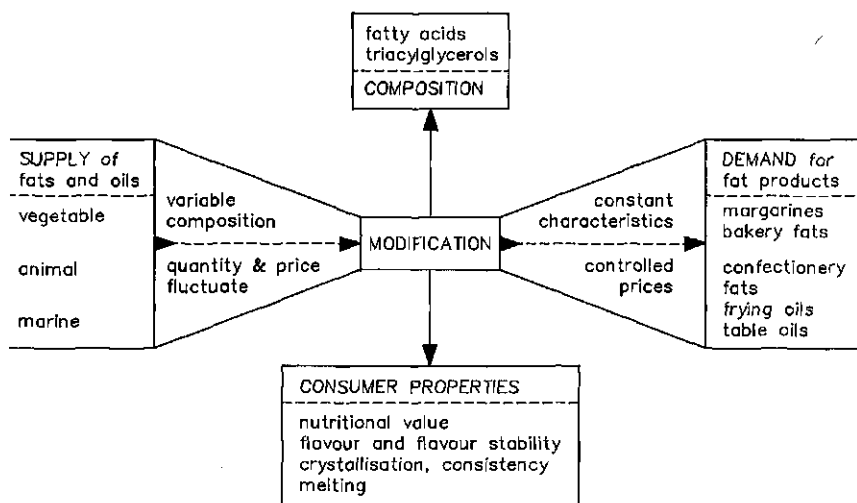 fatty acids
triacylglycerols
COMPOSITION
SUPPLY of
fats and oils
vegetable
animal
marine
variable
composition
quantity & price
fluctuate
MODIFICATION
constant
characteristics
controlled
prices
DEMAND for
fat products
margarines
bakery fats
confectionery
fats
frying oils
table oils
CONSUMER PROPERTIES
nutritional value
flavour and flavour stability
crystallisation, consistency
melting